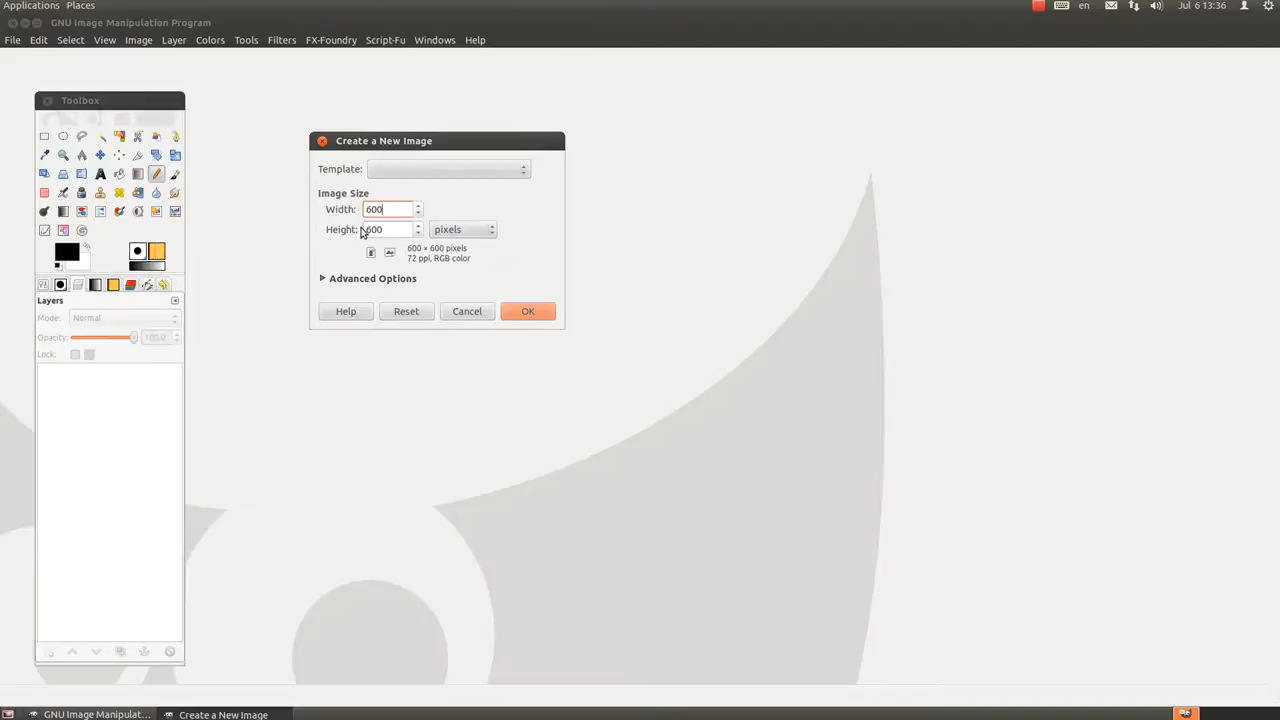 Applications Places en Jul 6 13:36
GNU Image Manipulation Program
File Edit Select View Image Layer Colors Tools Filters FX-Foundry Script-Fu Windows Help
Toolbox
Create a New Image
Template:
Image Size
Width: 600
Height: 600 pixels
600 × 600 pixels
72 ppi, RGB color
Advanced Options
Help Reset Cancel OK
Layers
Mode: Normal
Opacity: 100.0
Lock:
GNU Image Manipulat... Create a New Image